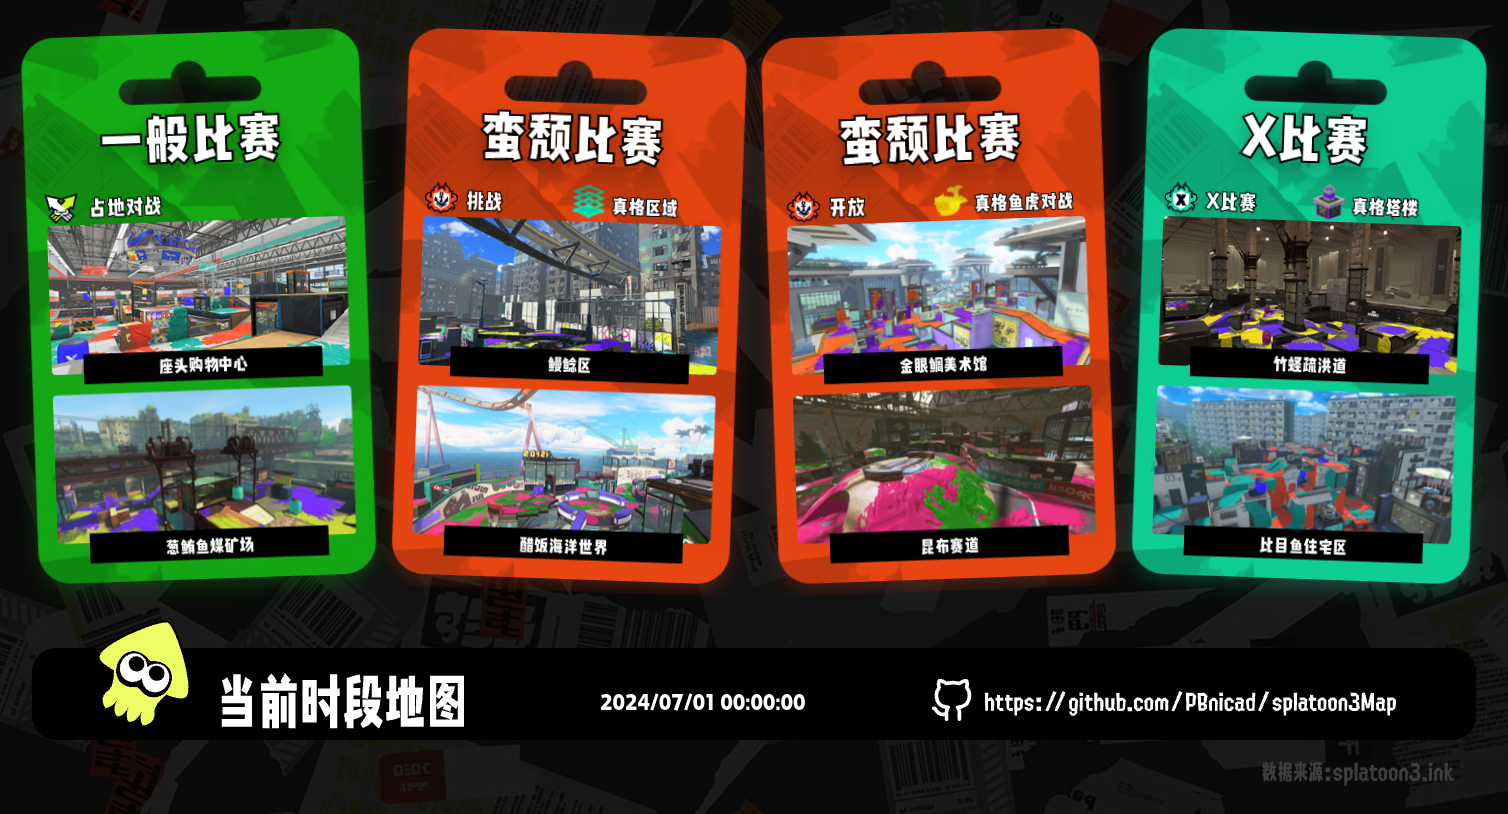 一般比赛
占地对战
座头购物中心
葱鲔鱼煤矿场
蛮颓比赛
挑战
真格区域
鳗鲶区
醋饭海洋世界
蛮颓比赛
开放
真格鱼虎对战
金眼鲷美术馆
昆布赛道
X比赛
X比赛
真格塔楼
竹蛏疏洪道
比目鱼住宅区
当前时段地图
2024/07/01 00:00:00
https://github.com/PBnicad/splatoon3Map
数据来源:splatoon3.ink